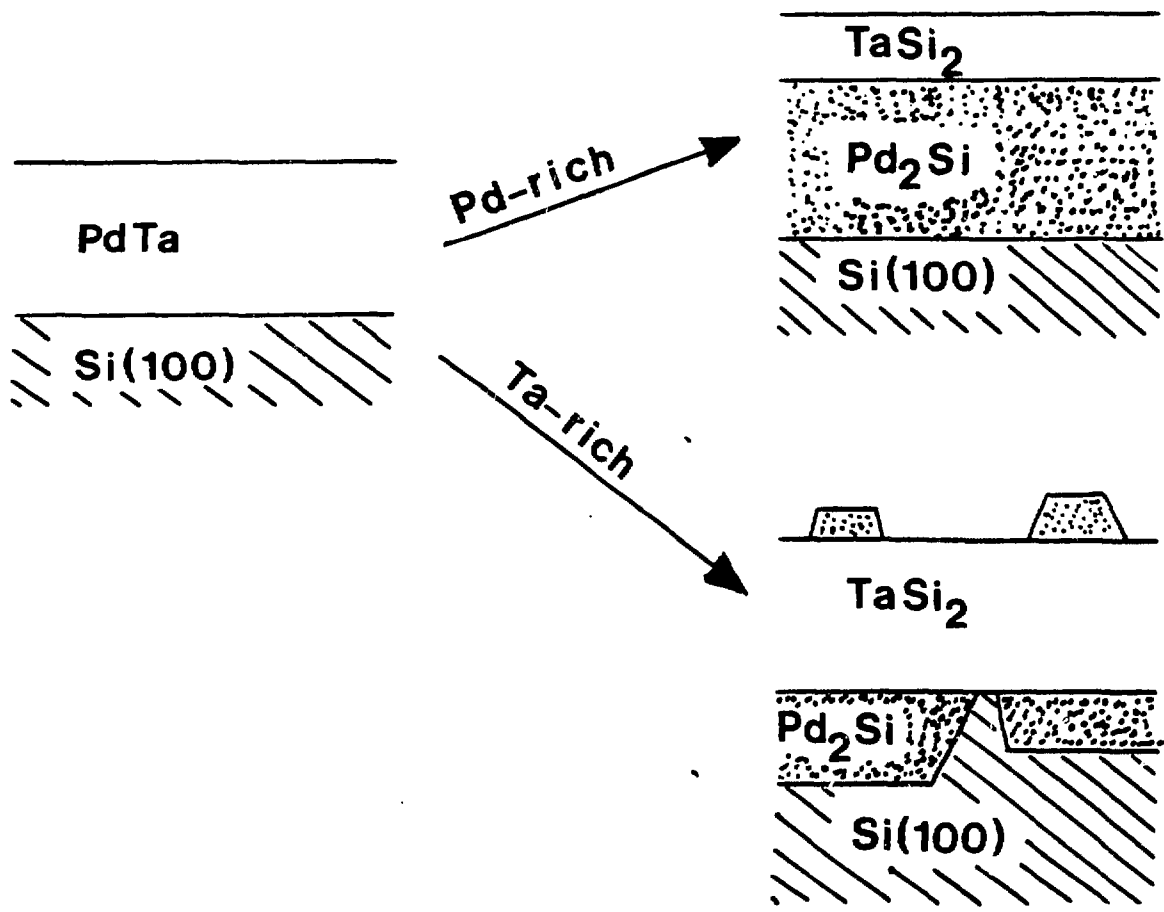 PdTa
Si(100)
Pd-rich
TaSi₂
Pd₂Si
Si(100)
Ta-rich
TaSi₂
Pd₂Si
Si(100)